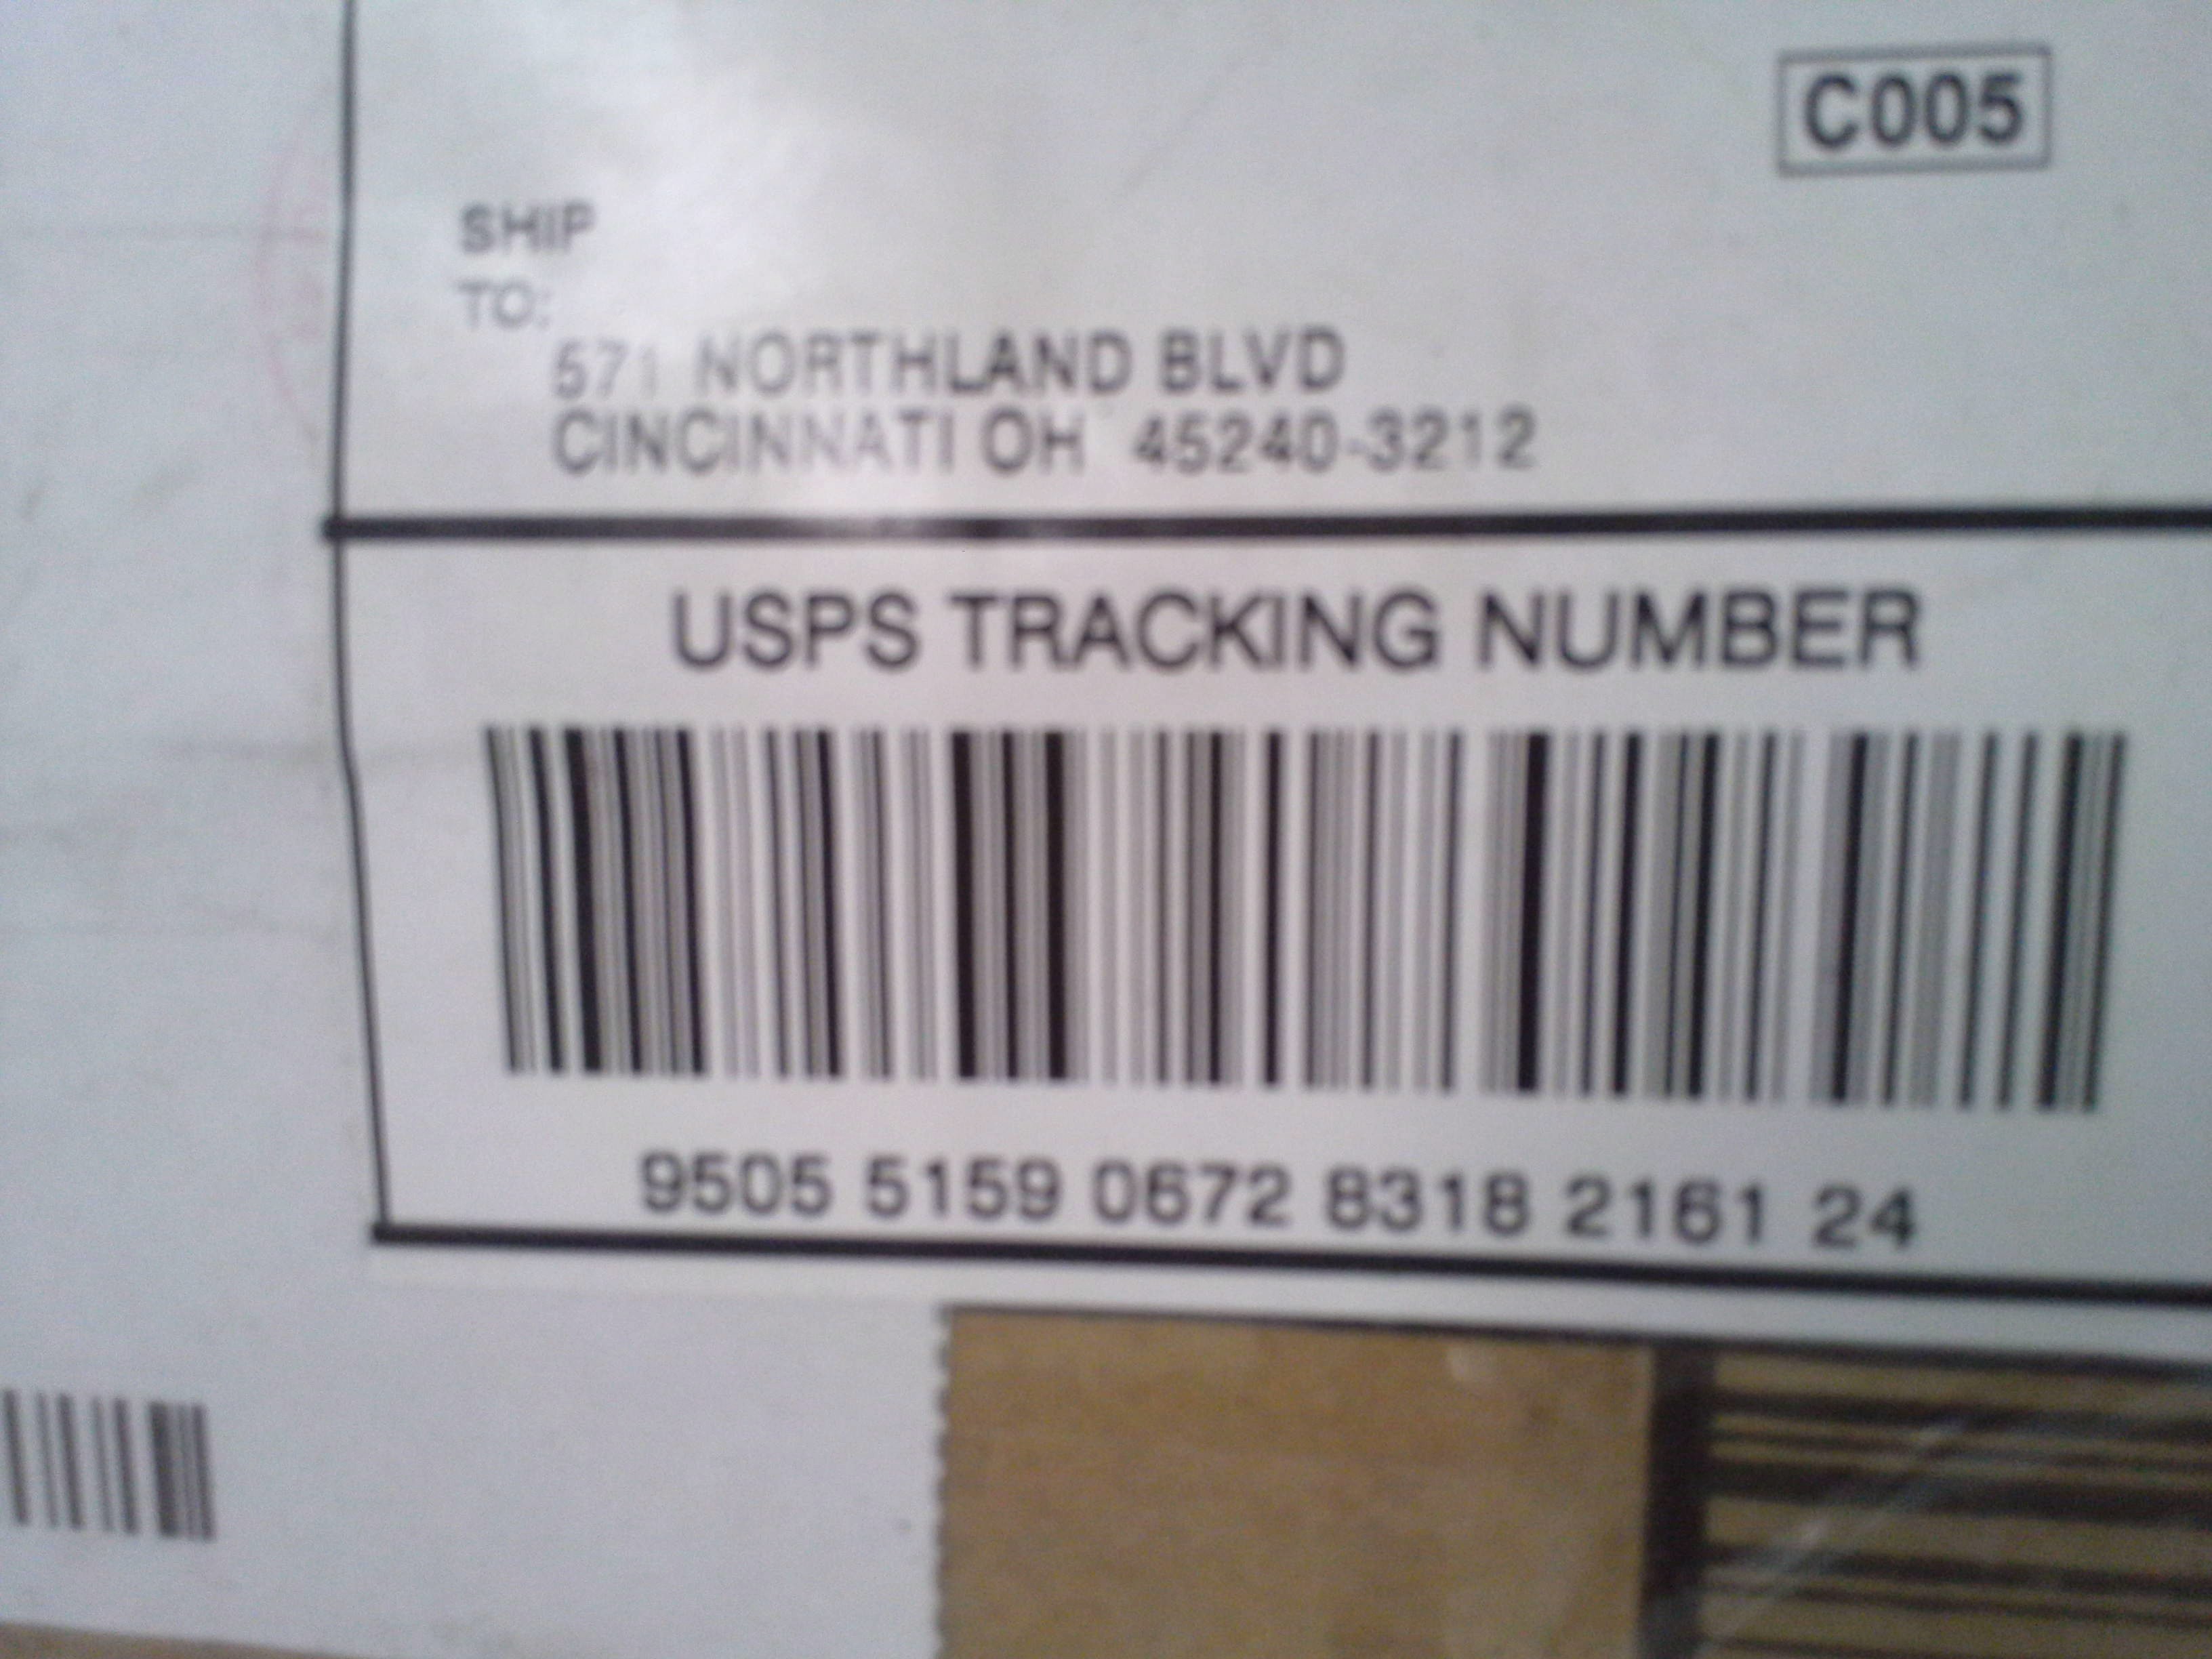 C005
SHIP
TO:
571 NORTHLAND BLVD
CINCINNATI OH 45240-3212
USPS TRACKING NUMBER
9505 5159 0672 8318 2161 24